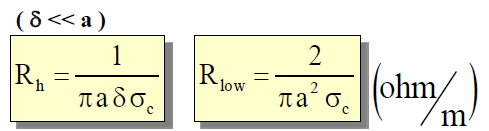 ( δ << a )
R_h = 1 / (π a δ σ_c)
R_low = 2 / (π a² σ_c) (ohm/m)